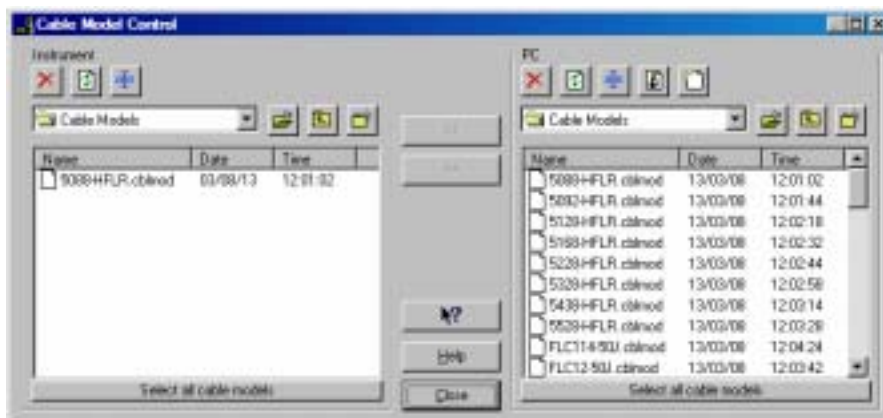 Cable Model Control
Instrument
Cable Models
Name Date Time
5088-HFLR.cblmod 03/08/13 12:01:02
Select all cable models
Help
Close
PC
Cable Models
Name Date Time
5088-HFLR.cblmod 13/03/08 12:01:02
5092-HFLR.cblmod 13/03/08 12:01:44
5128-HFLR.cblmod 13/03/08 12:02:18
5168-HFLR.cblmod 13/03/08 12:02:32
5228-HFLR.cblmod 13/03/08 12:02:44
5328-HFLR.cblmod 13/03/08 12:02:58
5438-HFLR.cblmod 13/03/08 12:03:14
5528-HFLR.cblmod 13/03/08 12:03:28
FLC114-50J.cblmod 13/03/08 12:04:24
FLC12-50J.cblmod 13/03/08 12:03:42
Select all cable models